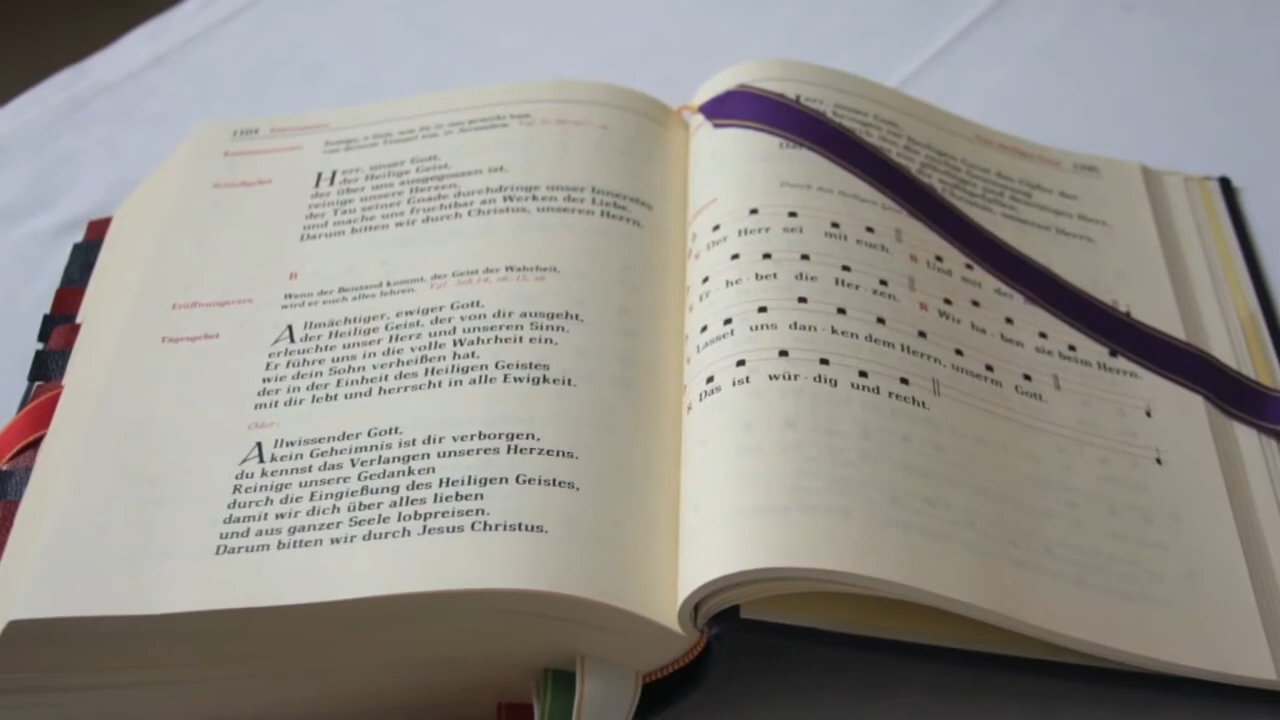 1104
Herr, unser Gott,
der Heilige Geist,
der über uns ausgegossen ist,
reinige unsere Herzen,
der Tau seiner Gnade durchdringe unser Innerstes
und mache uns fruchtbar an Werken der Liebe.
Darum bitten wir durch Christus, unseren Herrn.
B
Eröffnungsvers
Wenn der Beistand kommt, der Geist der Wahrheit,
wird er euch alles lehren.
Tagesgebet
Allmächtiger, ewiger Gott,
der Heilige Geist, der von dir ausgeht,
erleuchte unser Herz und unseren Sinn.
Er führe uns in die volle Wahrheit ein,
wie dein Sohn verheißen hat,
der in der Einheit des Heiligen Geistes
mit dir lebt und herrscht in alle Ewigkeit.
Oder:
Allwissender Gott,
kein Geheimnis ist dir verborgen,
du kennst das Verlangen unseres Herzens.
Reinige unsere Gedanken
durch die Eingießung des Heiligen Geistes,
damit wir dich über alles lieben
und aus ganzer Seele lobpreisen.
Darum bitten wir durch Jesus Christus.
V Der Herr sei mit euch. R Und mit dei
V Er-he-bet die Her-zen. R Wir ha-ben sie beim Herrn.
V Lasset uns dan-ken dem Herrn, unserm Gott.
R Das ist wür-dig und recht.